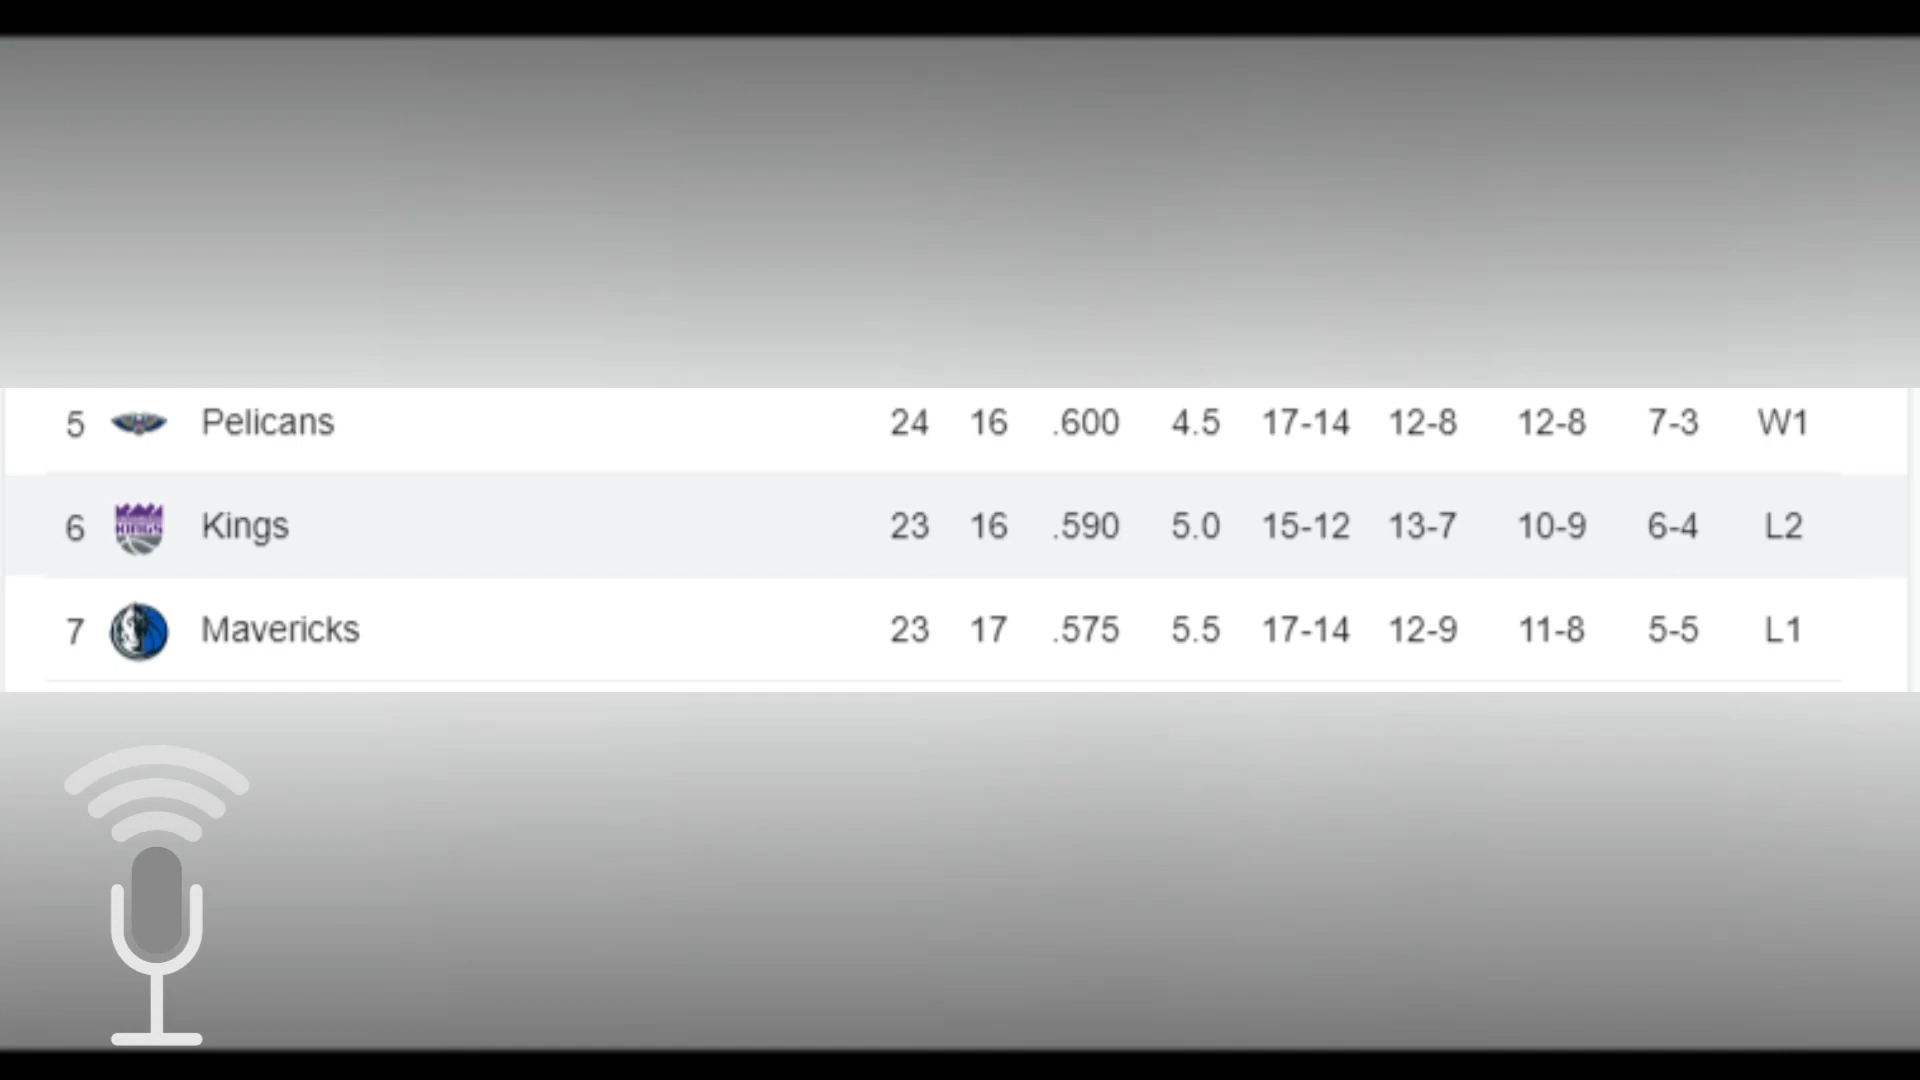 5 Pelicans 24 16 .600 4.5 17-14 12-8 12-8 7-3 W1
6 KINGS Kings 23 16 .590 5.0 15-12 13-7 10-9 6-4 L2
7 Mavericks 23 17 .575 5.5 17-14 12-9 11-8 5-5 L1